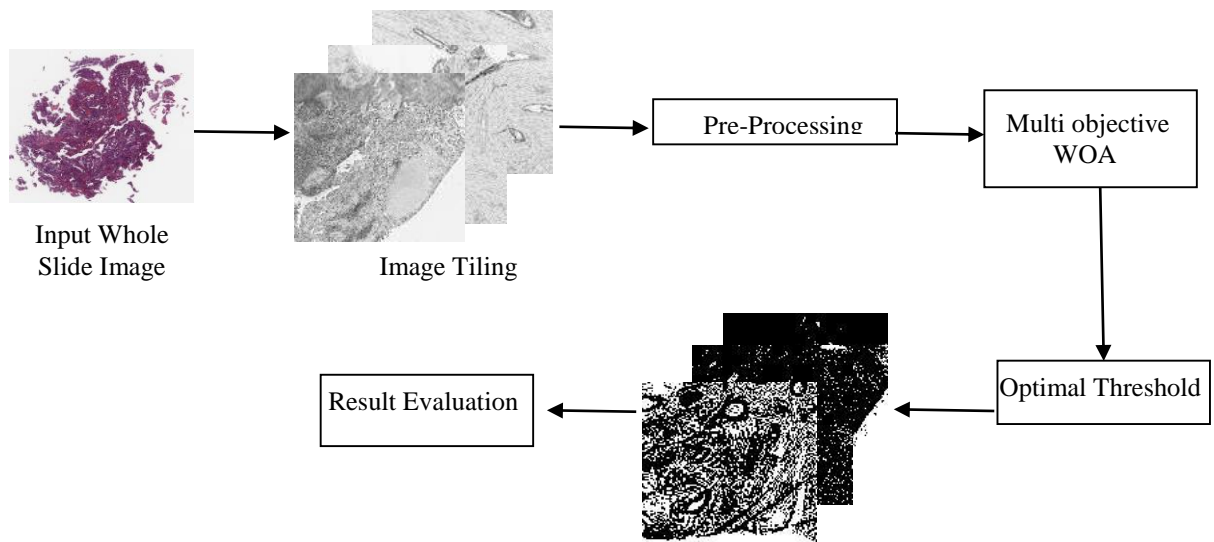 Input Whole
Slide Image
Image Tiling
Pre-Processing
Multi objective
WOA
Optimal Threshold
Result Evaluation